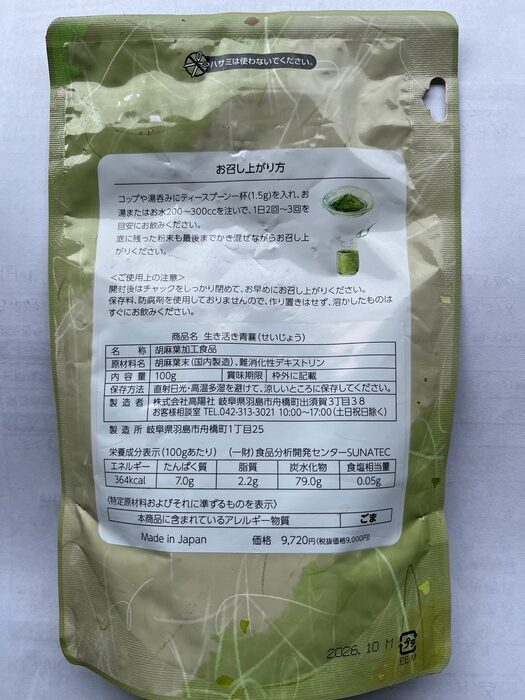 ハサミは使わないでください。
お召し上がり方
コップや湯呑みにティースプーン一杯(1.5g)を入れ、お
湯またはお水200〜300ccを注いで、1日2回〜3回を
目安にお飲みください。
底に残った粉末も最後までかき混ぜながらお召し上
がりください。
<ご使用上の注意>
開封後はチャックをしっかり閉めて、お早めにお召し上がりください。
保存料、防腐剤を使用しておりませんので、作り置きはせず、溶かしたものは
すぐにお飲みください。
商品名 生き活き青蘘(せいじょう)
名称 胡麻葉加工食品
原材料名 胡麻葉末(国内製造)、難消化性デキストリン
内容量 100g 賞味期限 枠外に記載
保存方法 直射日光・高温多湿を避けて、涼しいところに保存してください。
製造者 株式会社高陽社 岐阜県羽島市舟橋町出須賀3丁目38
お客様相談室 TEL.042-313-3021 10:00〜17:00(土日祝日除く)
製造所 岐阜県羽島市舟橋町1丁目25
栄養成分表示(100gあたり) (一財)食品分析開発センターSUNATEC
エネルギー たんぱく質 脂質 炭水化物 食塩相当量
364kcal 7.0g 2.2g 79.0g 0.05g
<特定原材料およびそれに準ずるものを表示>
本商品に含まれているアレルギー物質 ごま
Made in Japan 価格 9,720円(税抜価格9,000円)
2026.10 M
プラ
PE,M